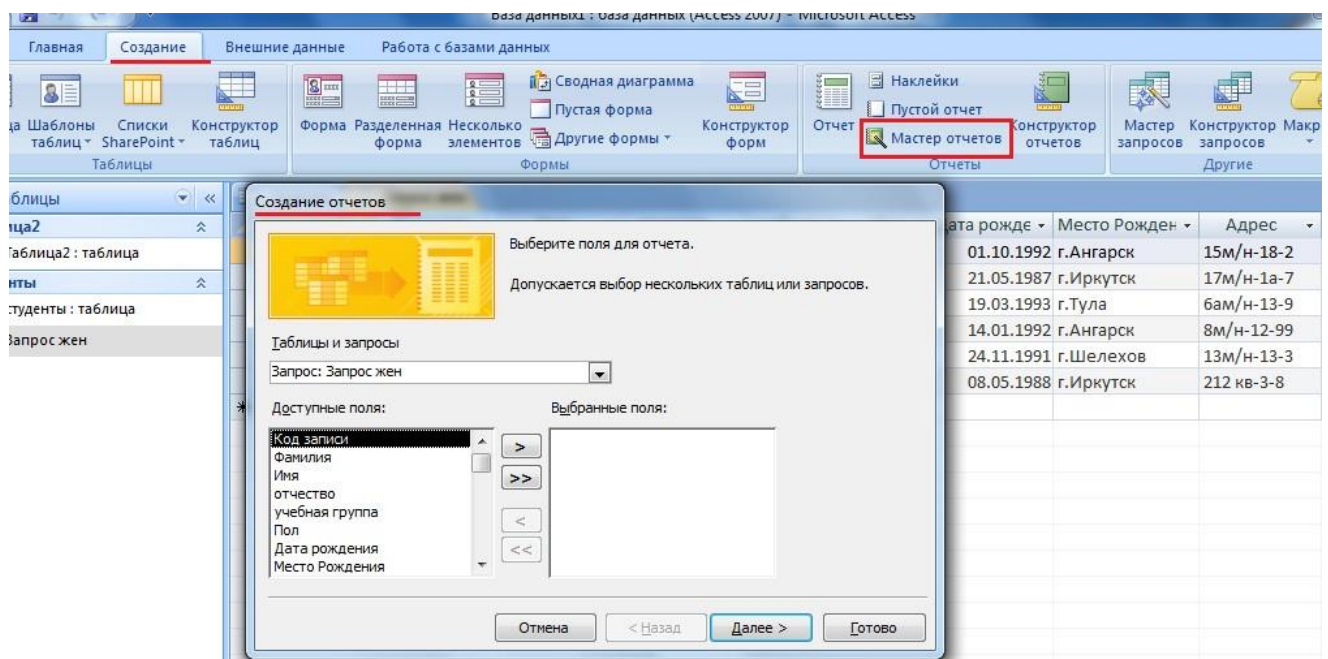 База данных1 : база данных (Access 2007) - Microsoft Access
Главная Создание Внешние данные Работа с базами данных
Шаблоны таблиц
Списки SharePoint
Конструктор таблиц
Таблицы
Форма
Разделенная форма
Несколько элементов
Сводная диаграмма
Пустая форма
Другие формы
Конструктор форм
Формы
Отчет
Наклейки
Пустой отчет
Мастер отчетов
Конструктор отчетов
Отчеты
Мастер запросов
Конструктор запросов
Макр
Другие
блицы
ца2
Таблица2 : таблица
нты
студенты : таблица
Запрос жен
Создание отчетов
Выберите поля для отчета.
Допускается выбор нескольких таблиц или запросов.
Таблицы и запросы
Запрос: Запрос жен
Доступные поля:
Выбранные поля:
Код записи
Фамилия
Имя
отчество
учебная группа
Пол
Дата рождения
Место Рождения
>
>>
<
<<
Отмена < Назад Далее > Готово
ата рожде Место Рожден Адрес
01.10.1992 г.Ангарск 15м/н-18-2
21.05.1987 г.Иркутск 17м/н-1а-7
19.03.1993 г.Тула 6ам/н-13-9
14.01.1992 г.Ангарск 8м/н-12-99
24.11.1991 г.Шелехов 13м/н-13-3
08.05.1988 г.Иркутск 212 кв-3-8